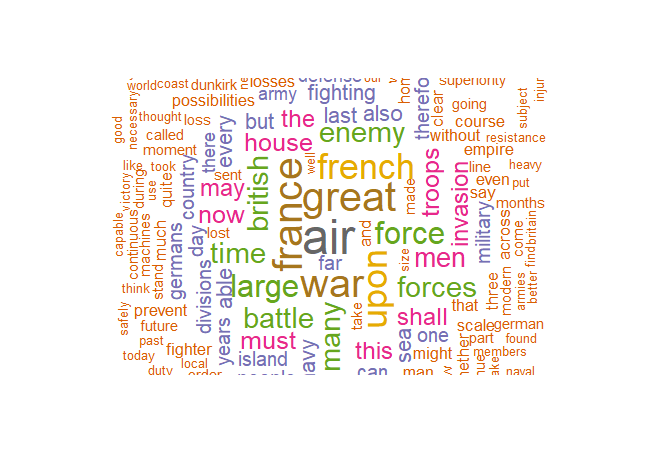 world
coast
dunkirk
losses
defense
our
superiority
necessary
possibilities
army
fighting
therefo
clear
going
subject
injur
good
thought
loss
but
the
last
also
course
called
every
house
enemy
without
resistance
moment
there
british
french
troops
empire
like
took
country
sent
well
line
heavy
victory
during
use
quite
may
france
great
made
invasion
even
put
say
months
capable
continuous
machines
stand
much
now
day
lost
air
and
force
military
across
come
find
britain
germans
time
far
upon
size
men
think
divisions
able
large
war
forces
three
modern
armies
better
safely
prevent
years
battle
many
take
shall
that
future
must
scale
german
past
island
navy
this
sea
one
part
found
today
fighter
might
whether
members
local
duty
order
people
can
man
naval